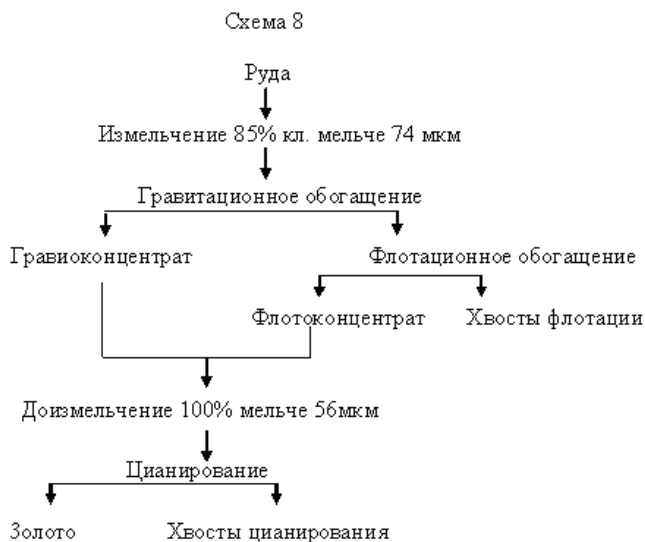 Схема 8
Руда
Измельчение 85% кл. мельче 74 мкм
Гравитационное обогащение
Гравиоконцентрат
Флотационное обогащение
Флотоконцентрат
Хвосты флотации
Доизмельчение 100% мельче 56мкм
Цианирование
Золото
Хвосты цианирования